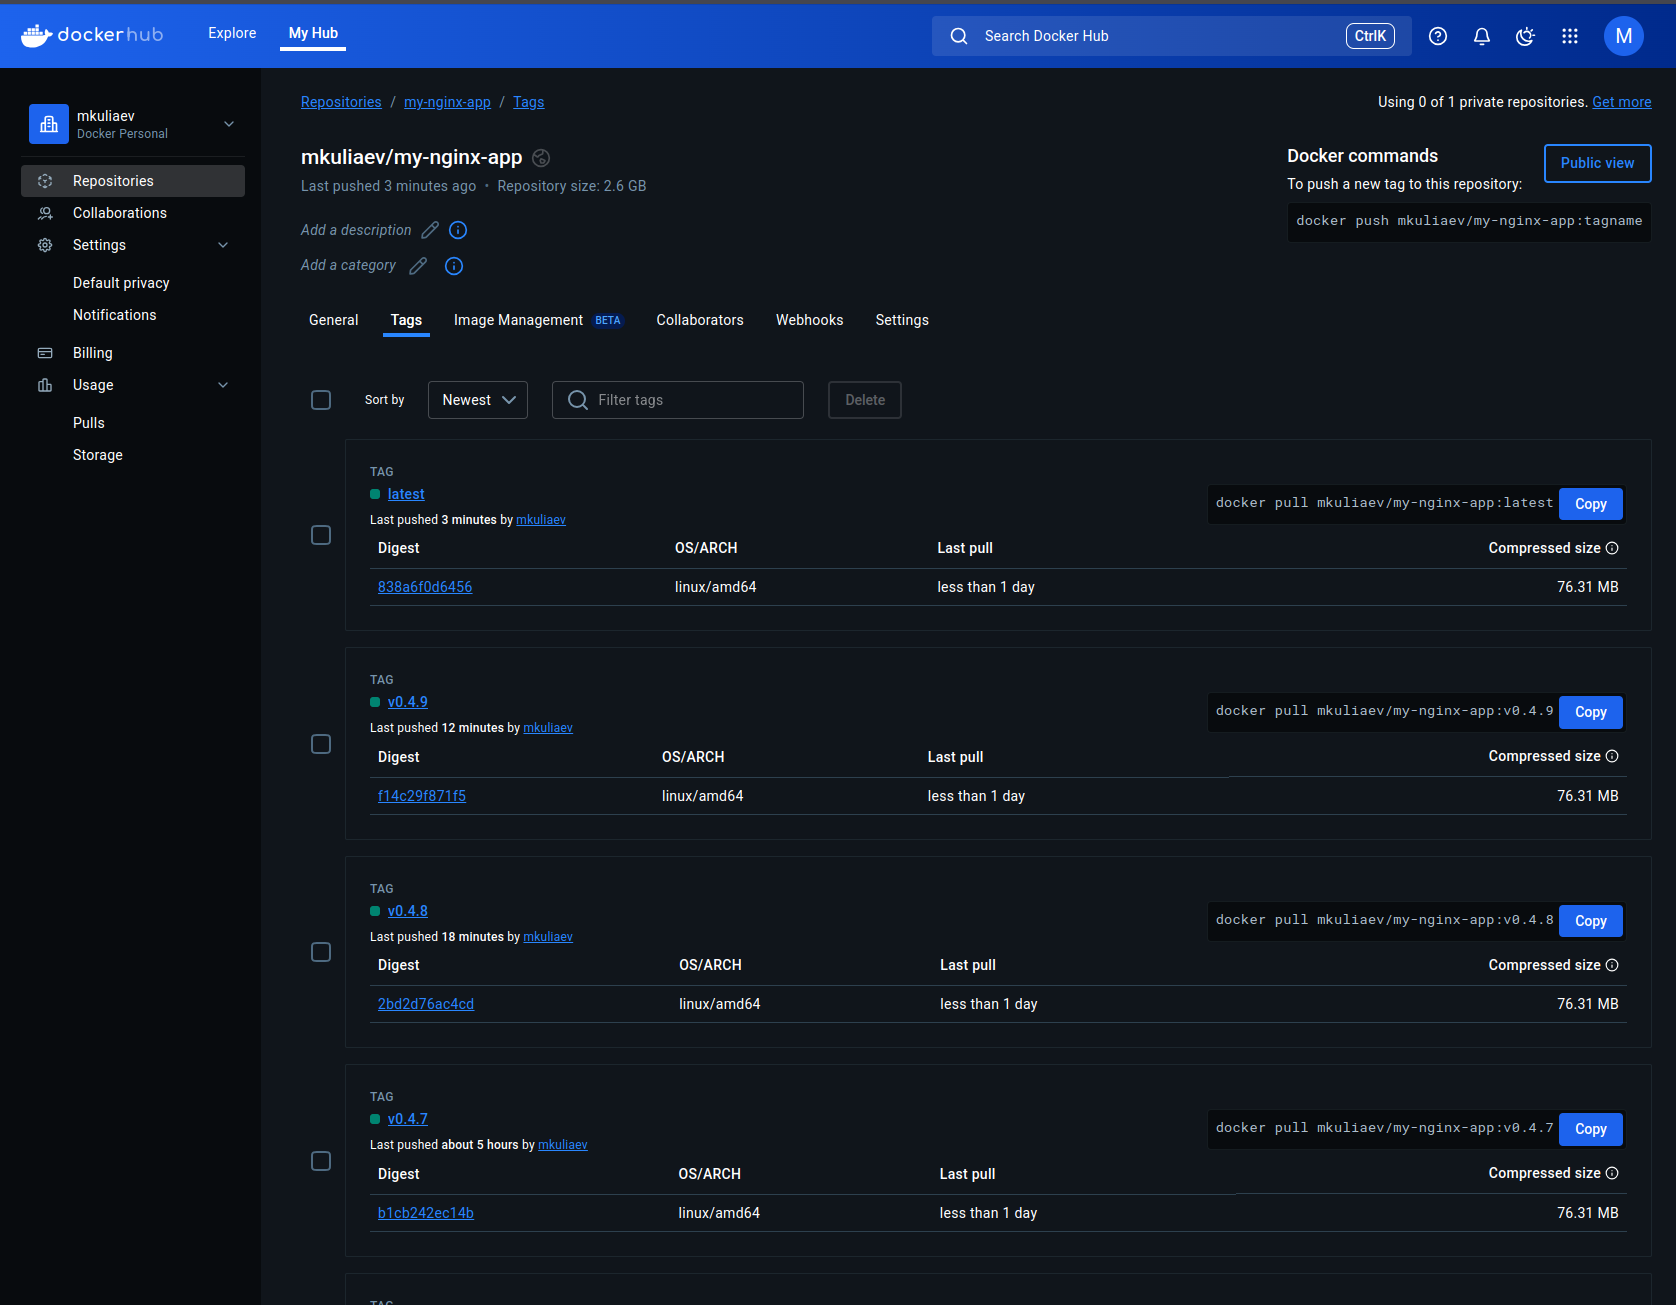 dockerhub
Explore
My Hub
Search Docker Hub
CtrlK
M
mkuliaev
Docker Personal
Repositories
Collaborations
Settings
Default privacy
Notifications
Billing
Usage
Pulls
Storage
Repositories / my-nginx-app / Tags
Using 0 of 1 private repositories. Get more
mkuliaev/my-nginx-app
Last pushed 3 minutes ago • Repository size: 2.6 GB
Add a description
Add a category
Docker commands
Public view
To push a new tag to this repository:
docker push mkuliaev/my-nginx-app:tagname
General Tags Image Management BETA Collaborators Webhooks Settings
Sort by Newest Filter tags Delete
TAG
latest
docker pull mkuliaev/my-nginx-app:latest Copy
Last pushed 3 minutes by mkuliaev
Digest OS/ARCH Last pull Compressed size
838a6f0d6456 linux/amd64 less than 1 day 76.31 MB
TAG
v0.4.9
docker pull mkuliaev/my-nginx-app:v0.4.9 Copy
Last pushed 12 minutes by mkuliaev
Digest OS/ARCH Last pull Compressed size
f14c29f871f5 linux/amd64 less than 1 day 76.31 MB
TAG
v0.4.8
docker pull mkuliaev/my-nginx-app:v0.4.8 Copy
Last pushed 18 minutes by mkuliaev
Digest OS/ARCH Last pull Compressed size
2bd2d76ac4cd linux/amd64 less than 1 day 76.31 MB
TAG
v0.4.7
docker pull mkuliaev/my-nginx-app:v0.4.7 Copy
Last pushed about 5 hours by mkuliaev
Digest OS/ARCH Last pull Compressed size
b1cb242ec14b linux/amd64 less than 1 day 76.31 MB
TAG